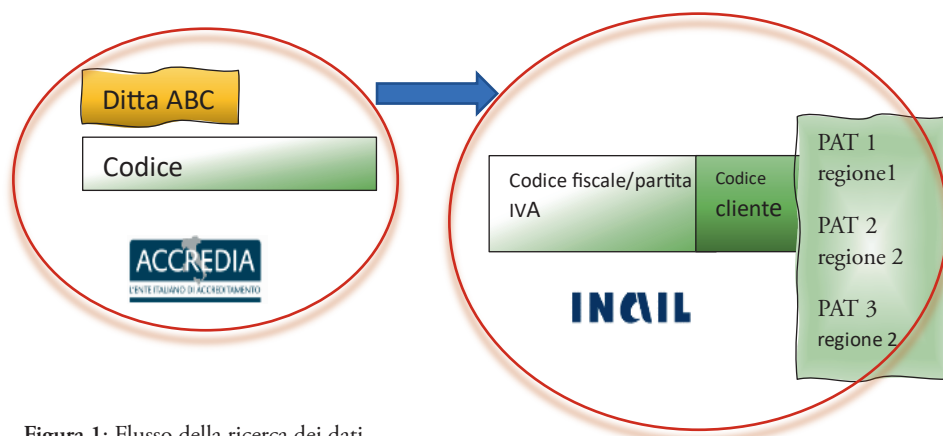 Ditta ABC
Codice
ACCREDIA
L'ENTE ITALIANO DI ACCREDITAMENTO
Codice fiscale/partita
IVA
Codice
cliente
PAT 1
regione1
PAT 2
regione 2
PAT 3
regione 2
INAIL
Figura 1: Flusso della ricerca dei dati